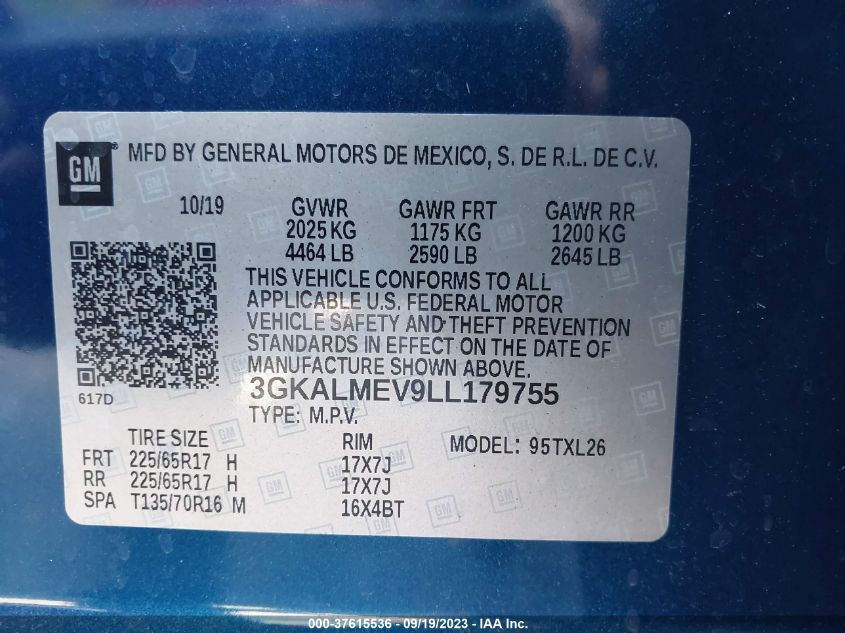 GM
MFD BY GENERAL MOTORS DE MEXICO, S. DE R.L. DE C.V.
10/19 GVWR GAWR FRT GAWR RR
2025 KG 1175 KG 1200 KG
4464 LB 2590 LB 2645 LB
THIS VEHICLE CONFORMS TO ALL
APPLICABLE U.S. FEDERAL MOTOR
VEHICLE SAFETY AND THEFT PREVENTION
STANDARDS IN EFFECT ON THE DATE OF
MANUFACTURE SHOWN ABOVE.
617D
3GKALMEV9LL179755
TYPE: M.P.V.
TIRE SIZE RIM MODEL: 95TXL26
FRT 225/65R17 H 17X7J
RR 225/65R17 H 17X7J
SPA T135/70R16 M 16X4BT
000-37615536 - 09/19/2023 - IAA Inc.